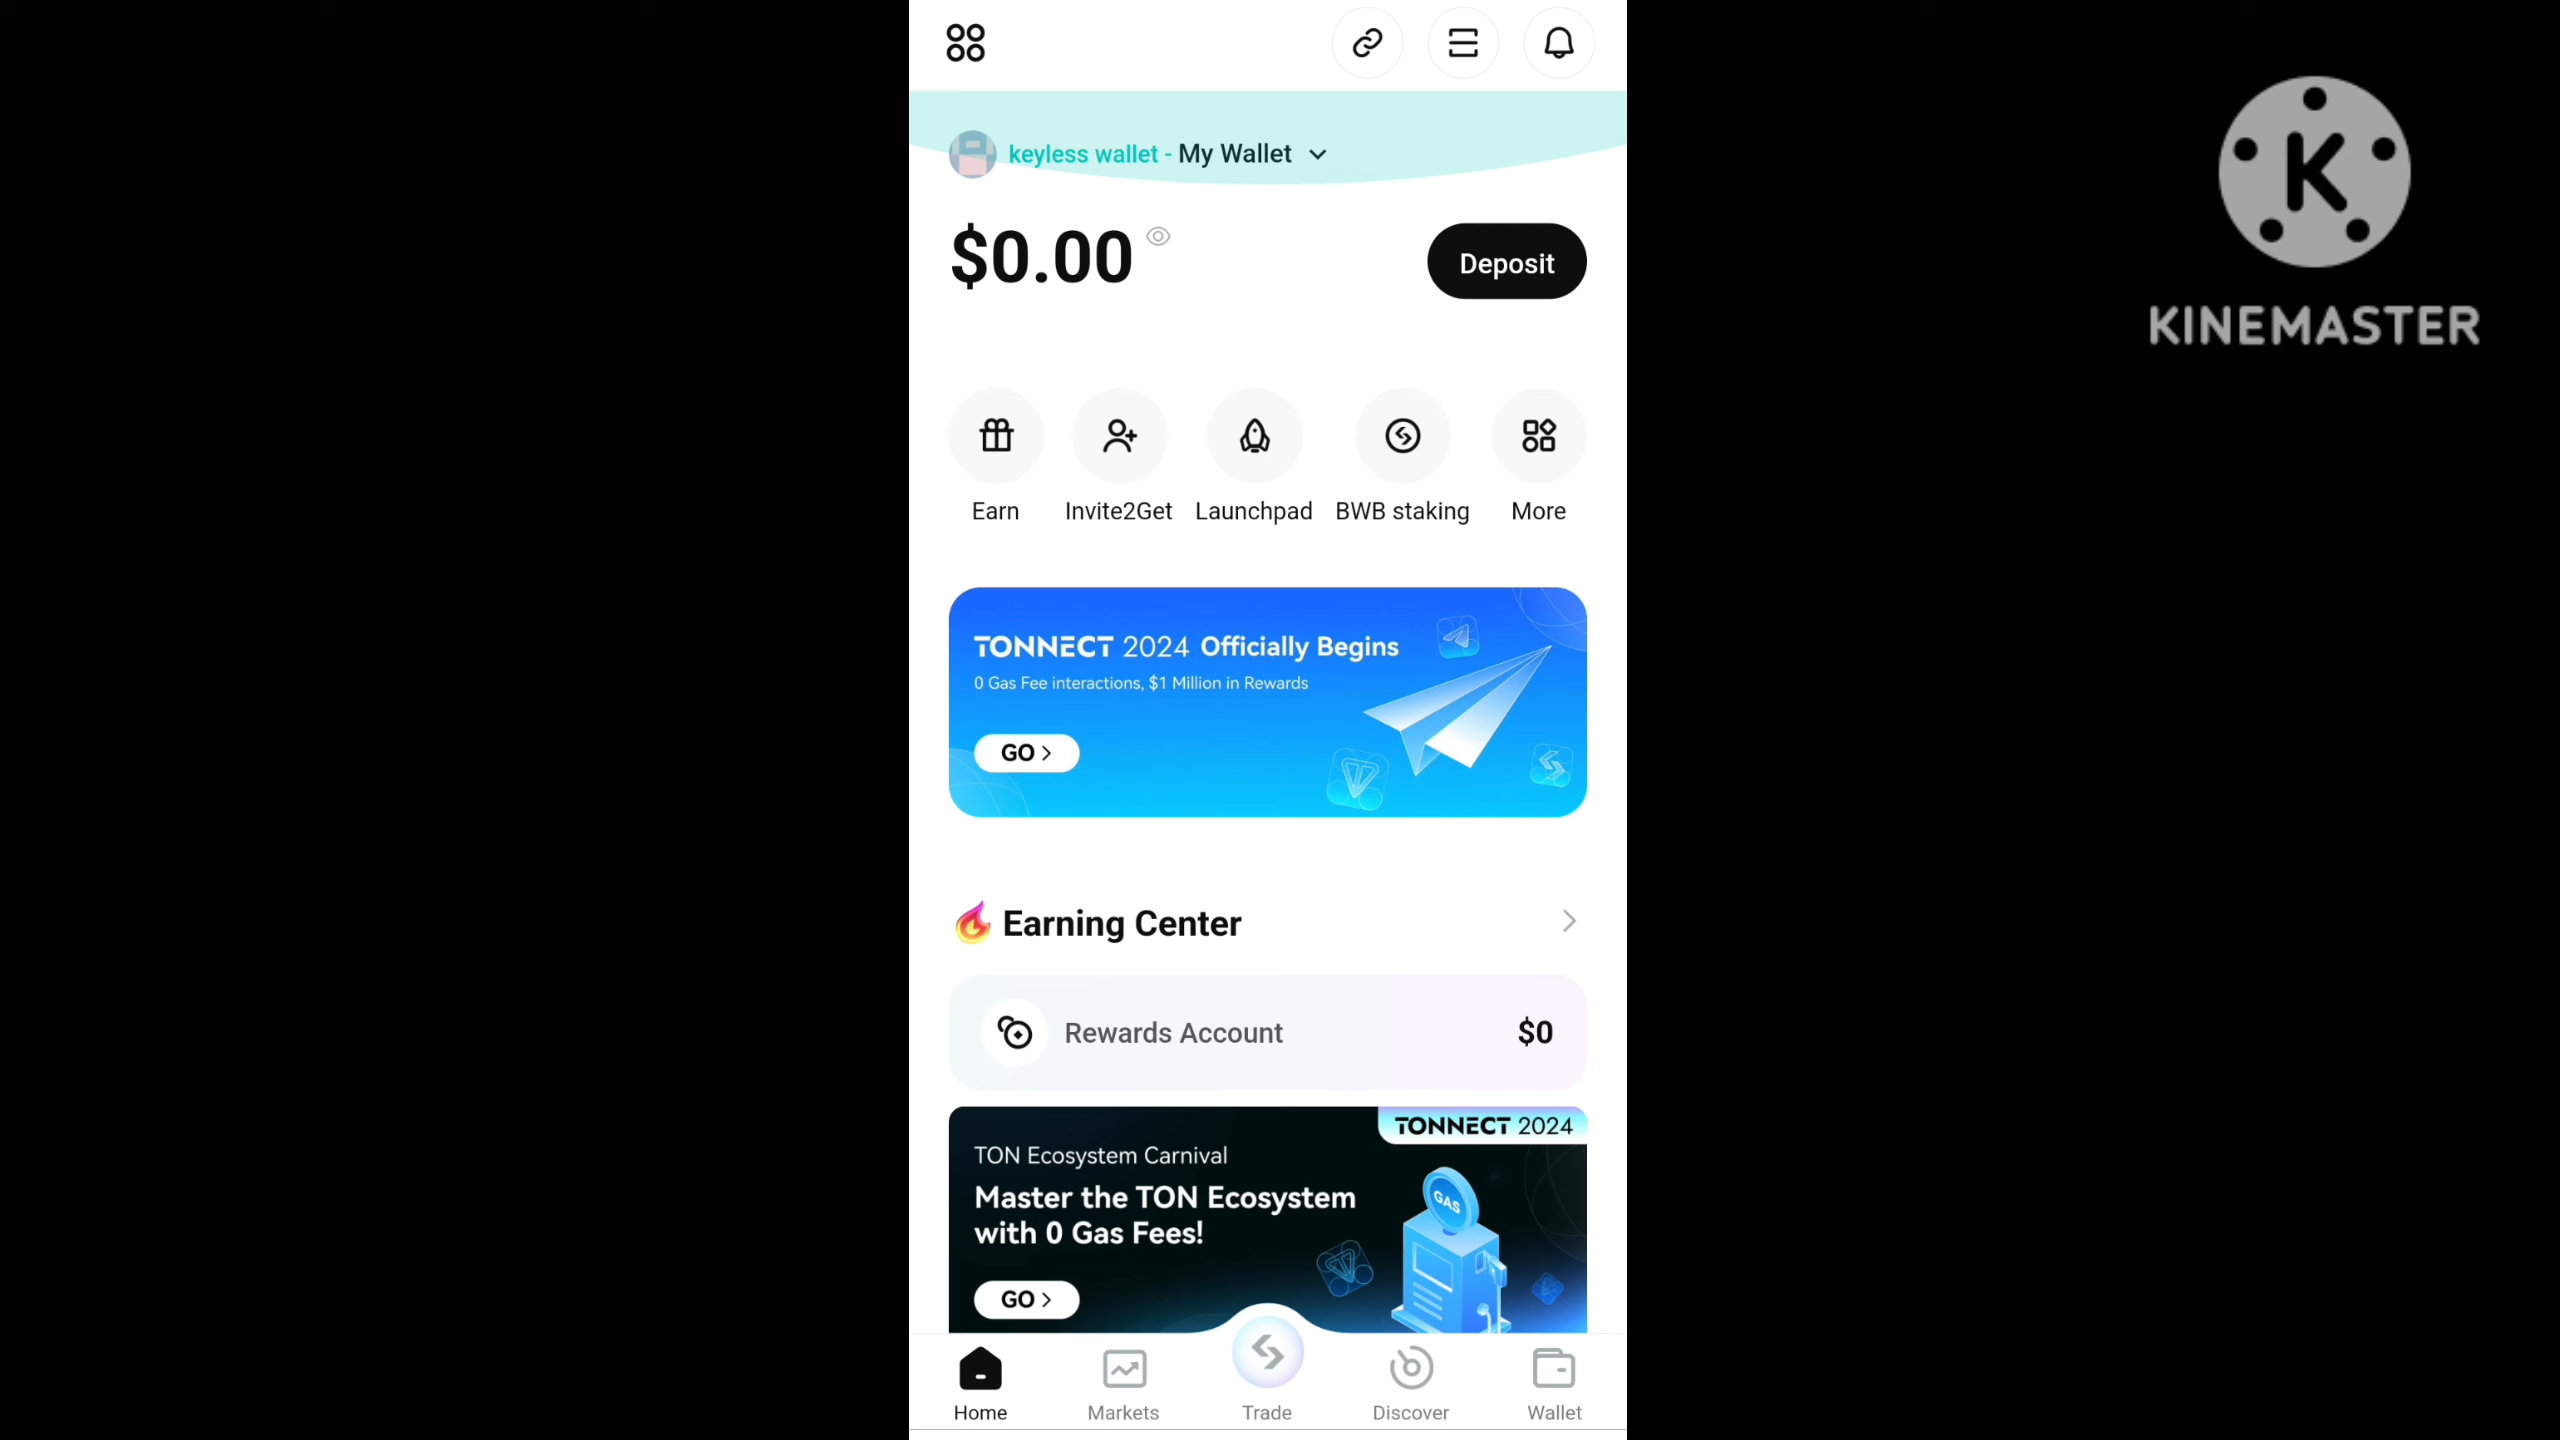 keyless wallet - My Wallet
$0.00
Deposit
Earn
Invite2Get
Launchpad
BWB staking
More
TONNECT 2024 Officially Begins
0 Gas Fee interactions, $1 Million in Rewards
GO >
Earning Center
Rewards Account
$0
TONNECT 2024
TON Ecosystem Carnival
Master the TON Ecosystem
with 0 Gas Fees!
GAS
GO >
Home
Markets
Trade
Discover
Wallet
K
KINEMASTER